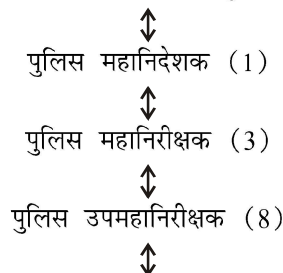 पुलिस महानिदेशक (1)
पुलिस महानिरीक्षक (3)
पुलिस उपमहानिरीक्षक (8)